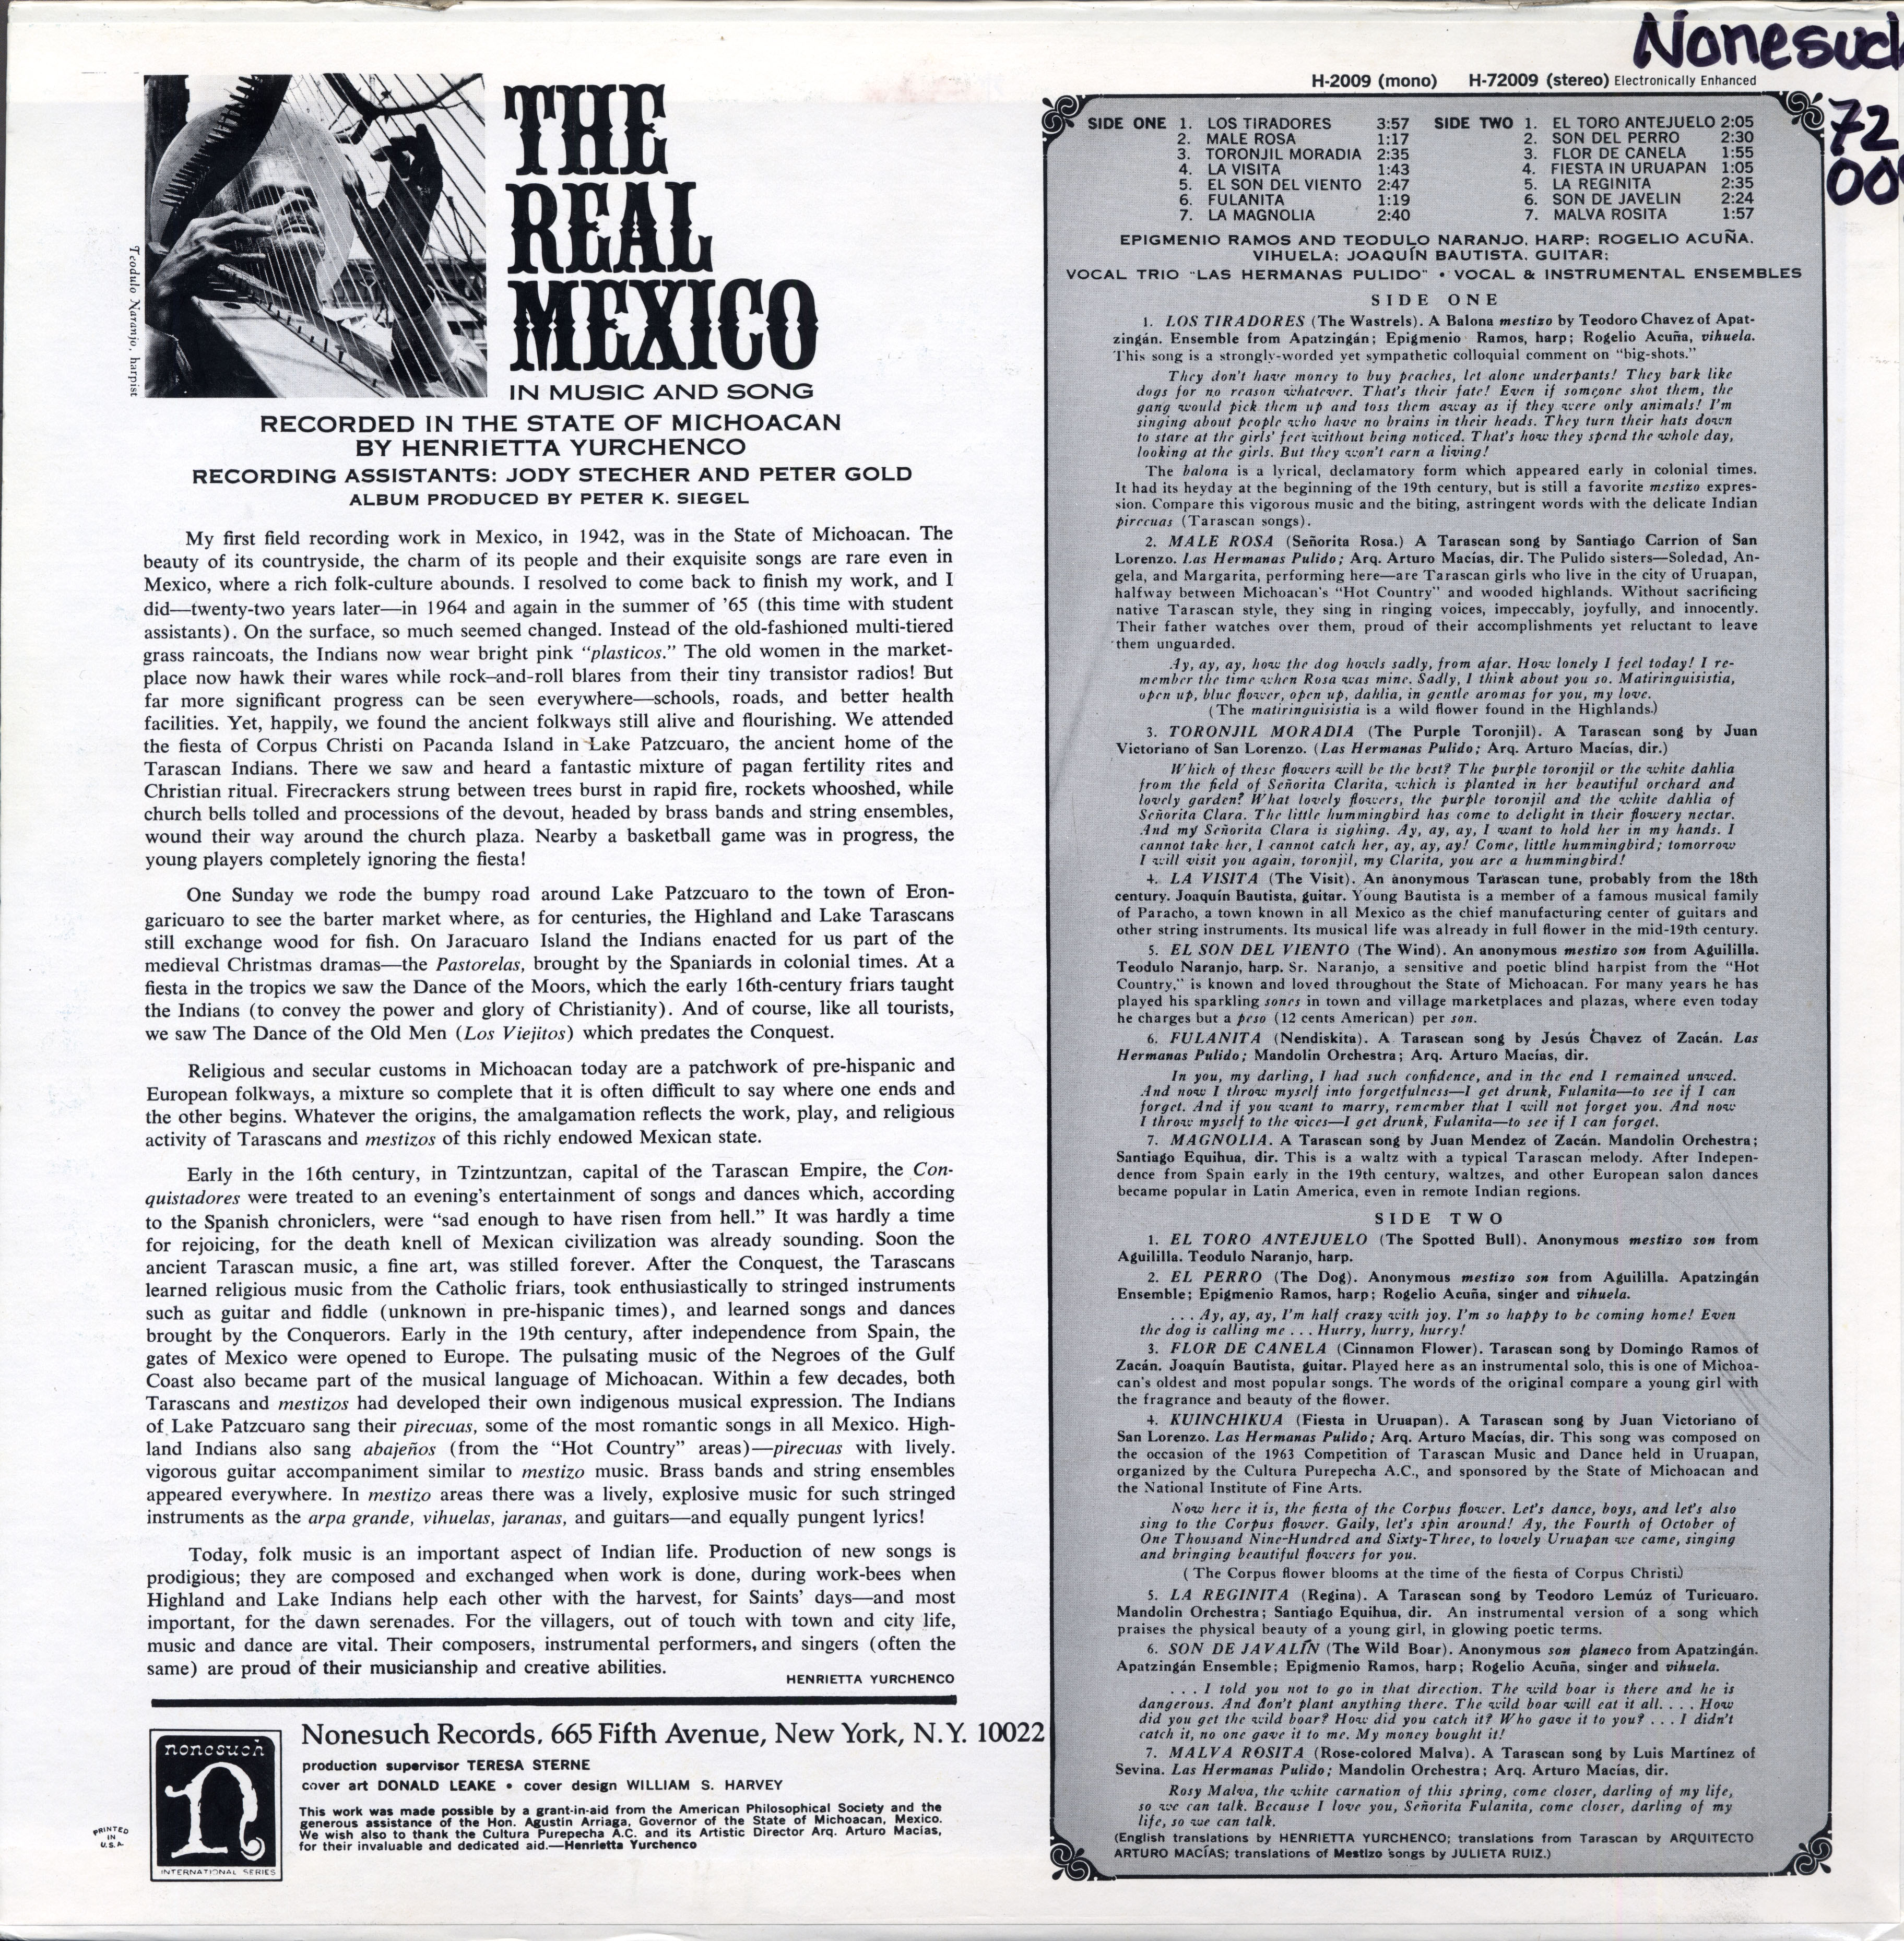 Nonesuch
72
00
H-2009 (mono) H-72009 (stereo) Electronically Enhanced
Teodulo Naranjo, harpist
THE
REAL
MEXICO
IN MUSIC AND SONG
RECORDED IN THE STATE OF MICHOACAN
BY HENRIETTA YURCHENCO
RECORDING ASSISTANTS: JODY STECHER AND PETER GOLD
ALBUM PRODUCED BY PETER K. SIEGEL
My first field recording work in Mexico, in 1942, was in the State of Michoacan. The
beauty of its countryside, the charm of its people and their exquisite songs are rare even in
Mexico, where a rich folk-culture abounds. I resolved to come back to finish my work, and I
did—twenty-two years later—in 1964 and again in the summer of '65 (this time with student
assistants). On the surface, so much seemed changed. Instead of the old-fashioned multi-tiered
grass raincoats, the Indians now wear bright pink "plasticos." The old women in the market-
place now hawk their wares while rock-and-roll blares from their tiny transistor radios! But
far more significant progress can be seen everywhere—schools, roads, and better health
facilities. Yet, happily, we found the ancient folkways still alive and flourishing. We attended
the fiesta of Corpus Christi on Pacanda Island in Lake Patzcuaro, the ancient home of the
Tarascan Indians. There we saw and heard a fantastic mixture of pagan fertility rites and
Christian ritual. Firecrackers strung between trees burst in rapid fire, rockets whooshed, while
church bells tolled and processions of the devout, headed by brass bands and string ensembles,
wound their way around the church plaza. Nearby a basketball game was in progress, the
young players completely ignoring the fiesta!
One Sunday we rode the bumpy road around Lake Patzcuaro to the town of Eron-
garicuaro to see the barter market where, as for centuries, the Highland and Lake Tarascans
still exchange wood for fish. On Jaracuaro Island the Indians enacted for us part of the
medieval Christmas dramas—the Pastorelas, brought by the Spaniards in colonial times. At a
fiesta in the tropics we saw the Dance of the Moors, which the early 16th-century friars taught
the Indians (to convey the power and glory of Christianity). And of course, like all tourists,
we saw The Dance of the Old Men (Los Viejitos) which predates the Conquest.
Religious and secular customs in Michoacan today are a patchwork of pre-hispanic and
European folkways, a mixture so complete that it is often difficult to say where one ends and
the other begins. Whatever the origins, the amalgamation reflects the work, play, and religious
activity of Tarascans and mestizos of this richly endowed Mexican state.
Early in the 16th century, in Tzintzuntzan, capital of the Tarascan Empire, the Con-
quistadores were treated to an evening's entertainment of songs and dances which, according
to the Spanish chroniclers, were "sad enough to have risen from hell." It was hardly a time
for rejoicing, for the death knell of Mexican civilization was already sounding. Soon the
ancient Tarascan music, a fine art, was stilled forever. After the Conquest, the Tarascans
learned religious music from the Catholic friars, took enthusiastically to stringed instruments
such as guitar and fiddle (unknown in pre-hispanic times), and learned songs and dances
brought by the Conquerors. Early in the 19th century, after independence from Spain, the
gates of Mexico were opened to Europe. The pulsating music of the Negroes of the Gulf
Coast also became part of the musical language of Michoacan. Within a few decades, both
Tarascans and mestizos had developed their own indigenous musical expression. The Indians
of Lake Patzcuaro sang their pirecuas, some of the most romantic songs in all Mexico. High-
land Indians also sang abajeños (from the "Hot Country" areas)—pirecuas with lively.
vigorous guitar accompaniment similar to mestizo music. Brass bands and string ensembles
appeared everywhere. In mestizo areas there was a lively, explosive music for such stringed
instruments as the arpa grande, vihuelas, jaranas, and guitars—and equally pungent lyrics!
Today, folk music is an important aspect of Indian life. Production of new songs is
prodigious; they are composed and exchanged when work is done, during work-bees when
Highland and Lake Indians help each other with the harvest, for Saints' days—and most
important, for the dawn serenades. For the villagers, out of touch with town and city life,
music and dance are vital. Their composers, instrumental performers, and singers (often the
same) are proud of their musicianship and creative abilities.
HENRIETTA YURCHENCO
nonesuch
n
INTERNATIONAL SERIES
PRINTED
IN
U.S.A.
Nonesuch Records, 665 Fifth Avenue, New York, N.Y. 10022
production supervisor TERESA STERNE
cover art DONALD LEAKE • cover design WILLIAM S. HARVEY
This work was made possible by a grant-in-aid from the American Philosophical Society and the
generous assistance of the Hon. Agustin Arriaga, Governor of the State of Michoacan, Mexico.
We wish also to thank the Cultura Purepecha A.C. and its Artistic Director Arq. Arturo Macias,
for their invaluable and dedicated aid.—Henrietta Yurchenco
SIDE ONE 1. LOS TIRADORES 3:57
2. MALE ROSA 1:17
3. TORONJIL MORADIA 2:35
4. LA VISITA 1:43
5. EL SON DEL VIENTO 2:47
6. FULANITA 1:19
7. LA MAGNOLIA 2:40
SIDE TWO 1. EL TORO ANTEJUELO 2:05
2. SON DEL PERRO 2:30
3. FLOR DE CANELA 1:55
4. FIESTA IN URUAPAN 1:05
5. LA REGINITA 2:35
6. SON DE JAVELIN 2:24
7. MALVA ROSITA 1:57
EPIGMENIO RAMOS AND TEODULO NARANJO, HARP; ROGELIO ACUÑA,
VIHUELA; JOAQUÍN BAUTISTA, GUITAR;
VOCAL TRIO "LAS HERMANAS PULIDO" • VOCAL & INSTRUMENTAL ENSEMBLES
SIDE ONE
1. LOS TIRADORES (The Wastrels). A Balona mestizo by Teodoro Chavez of Apat-
zingán. Ensemble from Apatzingán; Epigmenio Ramos, harp; Rogelio Acuña, vihuela.
This song is a strongly-worded yet sympathetic colloquial comment on "big-shots."
They don't have money to buy peaches, let alone underpants! They bark like
dogs for no reason whatever. That's their fate! Even if someone shot them, the
gang would pick them up and toss them away as if they were only animals! I'm
singing about people who have no brains in their heads. They turn their hats down
to stare at the girls' feet without being noticed. That's how they spend the whole day,
looking at the girls. But they won't earn a living!
The balona is a lyrical, declamatory form which appeared early in colonial times.
It had its heyday at the beginning of the 19th century, but is still a favorite mestizo expres-
sion. Compare this vigorous music and the biting, astringent words with the delicate Indian
pirecuas (Tarascan songs).
2. MALE ROSA (Señorita Rosa.) A Tarascan song by Santiago Carrion of San
Lorenzo. Las Hermanas Pulido; Arq. Arturo Macías, dir. The Pulido sisters—Soledad, An-
gela, and Margarita, performing here—are Tarascan girls who live in the city of Uruapan,
halfway between Michoacan's "Hot Country" and wooded highlands. Without sacrificing
native Tarascan style, they sing in ringing voices, impeccably, joyfully, and innocently.
Their father watches over them, proud of their accomplishments yet reluctant to leave
them unguarded.
Ay, ay, ay, how the dog howls sadly, from afar. How lonely I feel today! I re-
member the time when Rosa was mine. Sadly, I think about you so. Matiringuisistia,
open up, blue flower, open up, dahlia, in gentle aromas for you, my love.
(The matiringuisistia is a wild flower found in the Highlands.)
3. TORONJIL MORADIA (The Purple Toronjil). A Tarascan song by Juan
Victoriano of San Lorenzo. (Las Hermanas Pulido; Arq. Arturo Macías, dir.)
Which of these flowers will be the best? The purple toronjil or the white dahlia
from the field of Señorita Clarita, which is planted in her beautiful orchard and
lovely garden? What lovely flowers, the purple toronjil and the white dahlia of
Señorita Clara. The little hummingbird has come to delight in their flowery nectar.
And my Señorita Clara is sighing. Ay, ay, ay, I want to hold her in my hands. I
cannot take her, I cannot catch her, ay, ay, ay! Come, little hummingbird; tomorrow
I will visit you again, toronjil, my Clarita, you are a hummingbird!
4. LA VISITA (The Visit). An anonymous Tarascan tune, probably from the 18th
century. Joaquín Bautista, guitar. Young Bautista is a member of a famous musical family
of Paracho, a town known in all Mexico as the chief manufacturing center of guitars and
other string instruments. Its musical life was already in full flower in the mid-19th century.
5. EL SON DEL VIENTO (The Wind). An anonymous mestizo son from Aguililla.
Teodulo Naranjo, harp. Sr. Naranjo, a sensitive and poetic blind harpist from the "Hot
Country," is known and loved throughout the State of Michoacan. For many years he has
played his sparkling sones in town and village marketplaces and plazas, where even today
he charges but a peso (12 cents American) per son.
6. FULANITA (Nendiskita). A Tarascan song by Jesús Chavez of Zacán. Las
Hermanas Pulido; Mandolin Orchestra; Arq. Arturo Macías, dir.
In you, my darling, I had such confidence, and in the end I remained unwed.
And now I throw myself into forgetfulness—I get drunk, Fulanita—to see if I can
forget. And if you want to marry, remember that I will not forget you. And now
I throw myself to the vices—I get drunk, Fulanita—to see if I can forget.
7. MAGNOLIA. A Tarascan song by Juan Mendez of Zacán. Mandolin Orchestra;
Santiago Equihua, dir. This is a waltz with a typical Tarascan melody. After Indepen-
dence from Spain early in the 19th century, waltzes, and other European salon dances
became popular in Latin America, even in remote Indian regions.
SIDE TWO
1. EL TORO ANTEJUELO (The Spotted Bull). Anonymous mestizo son from
Aguililla. Teodulo Naranjo, harp.
2. EL PERRO (The Dog). Anonymous mestizo son from Aguililla. Apatzingán
Ensemble; Epigmenio Ramos, harp; Rogelio Acuña, singer and vihuela.
. . . Ay, ay, ay, I'm half crazy with joy. I'm so happy to be coming home! Even
the dog is calling me . . . Hurry, hurry, hurry!
3. FLOR DE CANELA (Cinnamon Flower). Tarascan song by Domingo Ramos of
Zacán. Joaquín Bautista, guitar. Played here as an instrumental solo, this is one of Michoa-
can's oldest and most popular songs. The words of the original compare a young girl with
the fragrance and beauty of the flower.
4. KUINCHIKUA (Fiesta in Uruapan). A Tarascan song by Juan Victoriano of
San Lorenzo. Las Hermanas Pulido; Arq. Arturo Macías, dir. This song was composed on
the occasion of the 1963 Competition of Tarascan Music and Dance held in Uruapan,
organized by the Cultura Purepecha A.C., and sponsored by the State of Michoacan and
the National Institute of Fine Arts.
Now here it is, the fiesta of the Corpus flower. Let's dance, boys, and let's also
sing to the Corpus flower. Gaily, let's spin around! Ay, the Fourth of October of
One Thousand Nine-Hundred and Sixty-Three, to lovely Uruapan we came, singing
and bringing beautiful flowers for you.
(The Corpus flower blooms at the time of the fiesta of Corpus Christi.)
5. LA REGINITA (Regina). A Tarascan song by Teodoro Lemúz of Turicuaro.
Mandolin Orchestra; Santiago Equihua, dir. An instrumental version of a song which
praises the physical beauty of a young girl, in glowing poetic terms.
6. SON DE JAVALÍN (The Wild Boar). Anonymous son planeco from Apatzingán.
Apatzingán Ensemble; Epigmenio Ramos, harp; Rogelio Acuña, singer and vihuela.
. . . I told you not to go in that direction. The wild boar is there and he is
dangerous. And don't plant anything there. The wild boar will eat it all. . . . How
did you get the wild boar? How did you catch it? Who gave it to you? . . . I didn't
catch it, no one gave it to me. My money bought it!
7. MALVA ROSITA (Rose-colored Malva). A Tarascan song by Luis Martínez of
Sevina. Las Hermanas Pulido; Mandolin Orchestra; Arq. Arturo Macías, dir.
Rosy Malva, the white carnation of this spring, come closer, darling of my life,
so we can talk. Because I love you, Señorita Fulanita, come closer, darling of my
life, so we can talk.
(English translations by HENRIETTA YURCHENCO; translations from Tarascan by ARQUITECTO
ARTURO MACÍAS; translations of Mestizo songs by JULIETA RUIZ.)